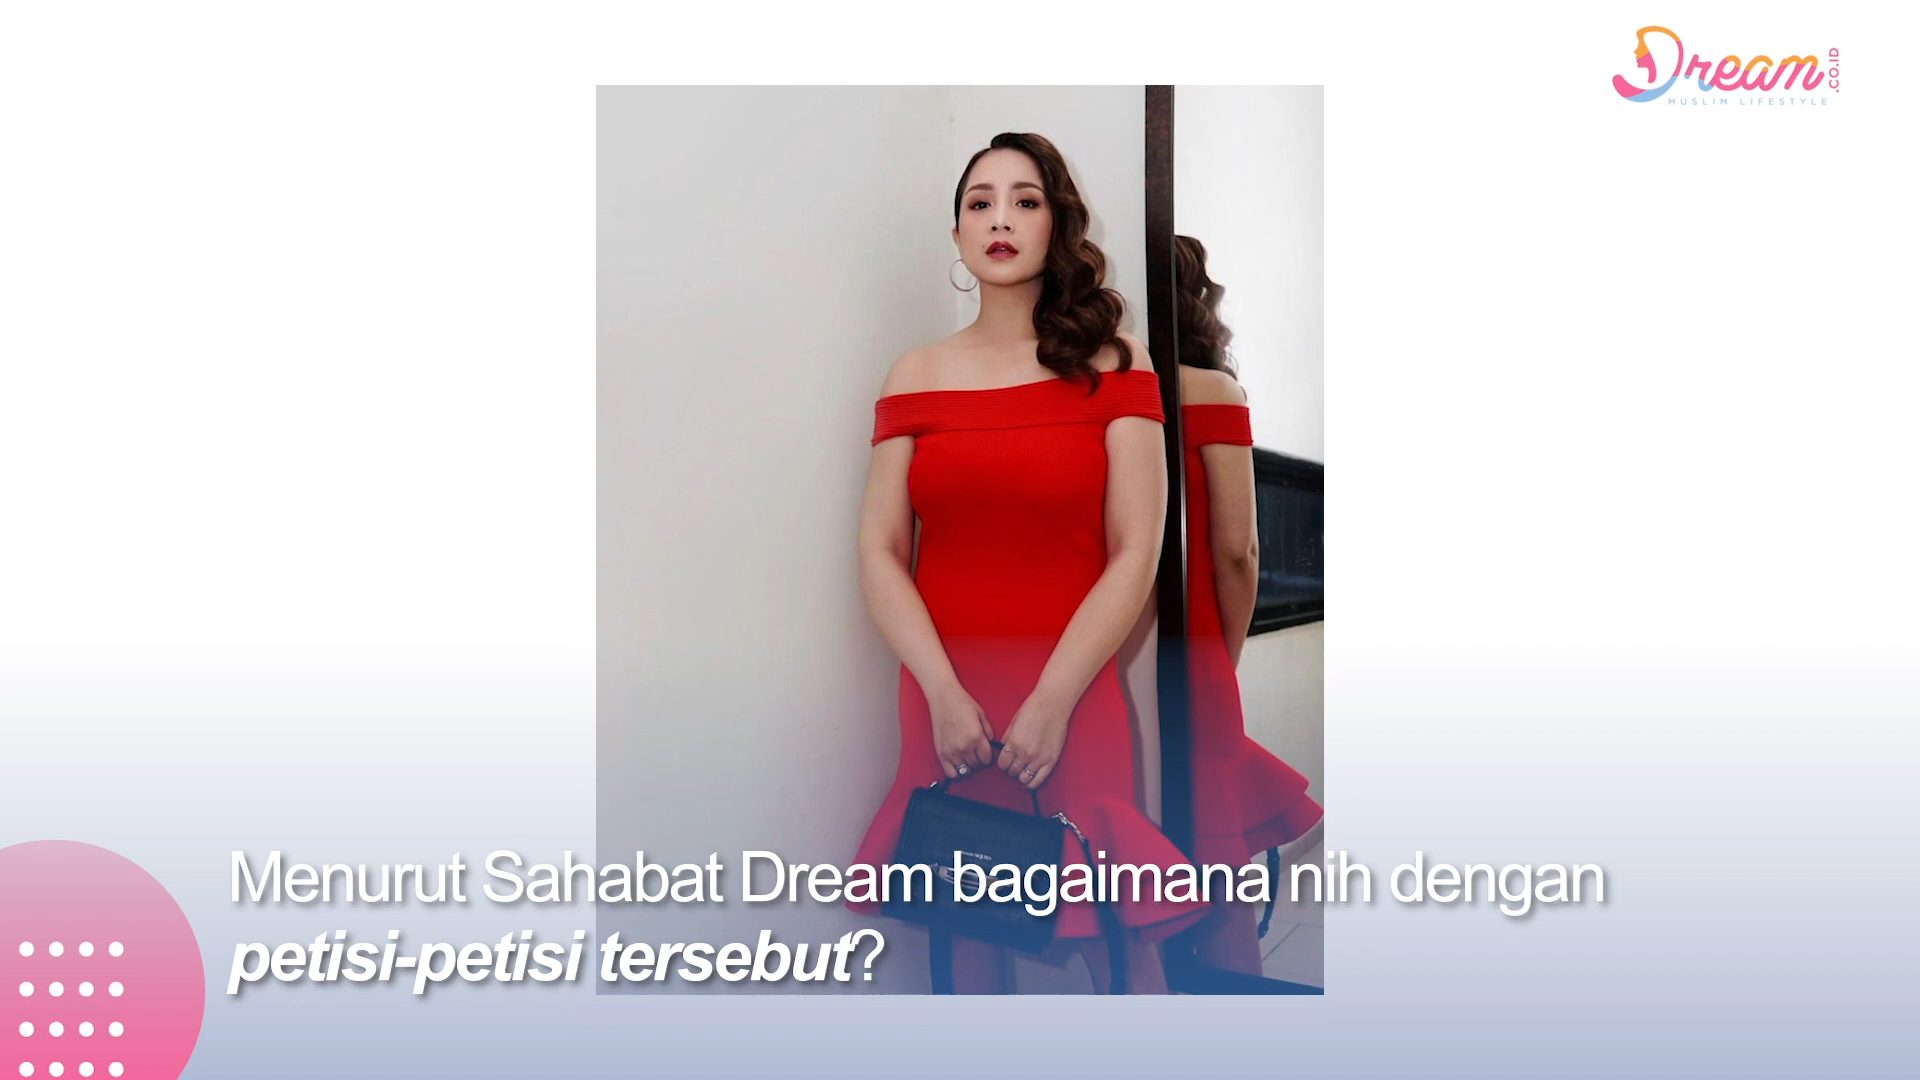 Dream
.CO.ID
MUSLIM LIFESTYLE
Menurut Sahabat Dream bagaimana nih dengan
petisi-petisi tersebut?